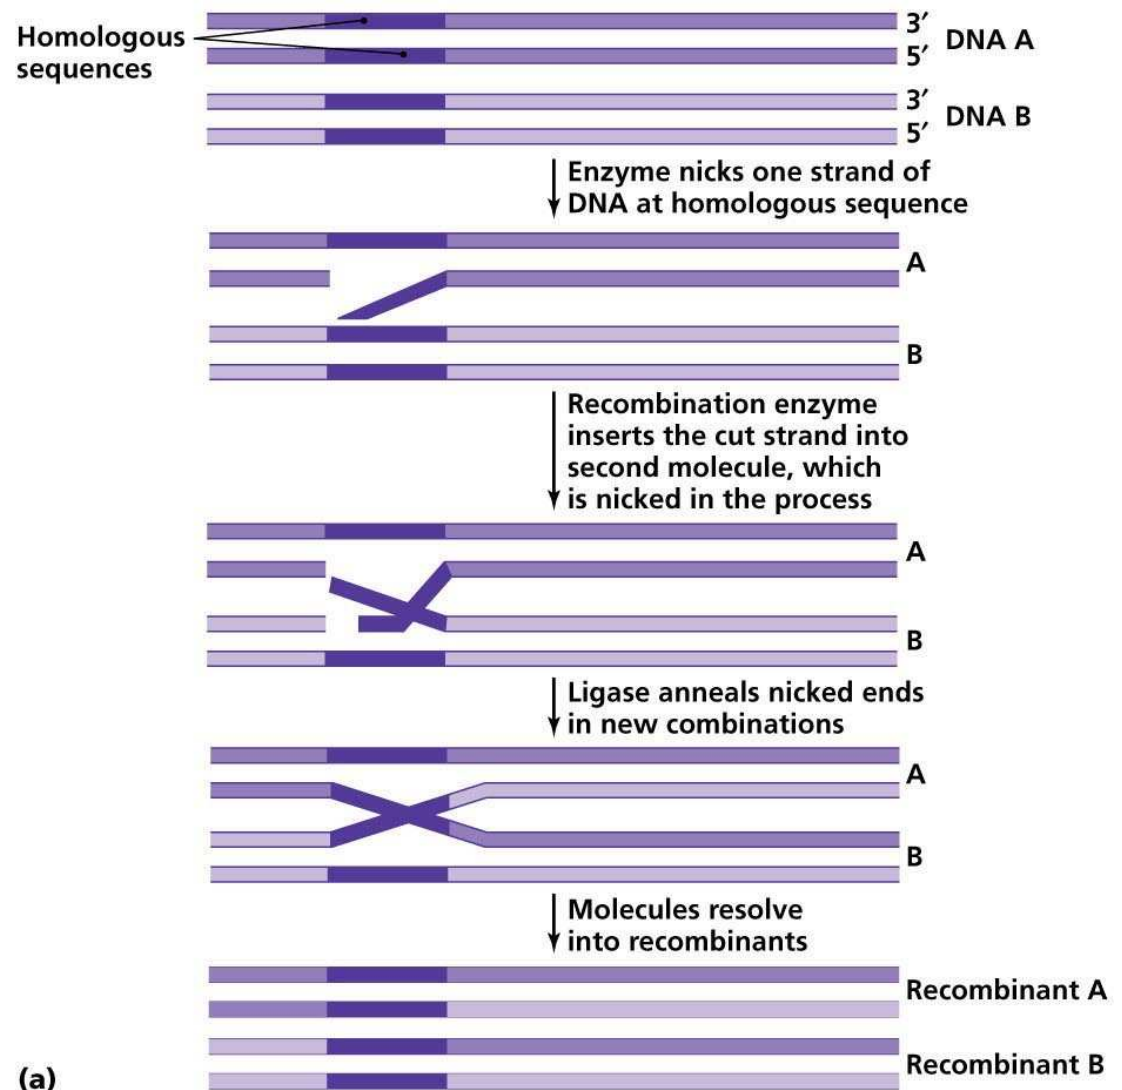 Homologous
sequences
3′
DNA A
5′
3′
DNA B
5′
Enzyme nicks one strand of
DNA at homologous sequence
A
B
Recombination enzyme
inserts the cut strand into
second molecule, which
is nicked in the process
A
B
Ligase anneals nicked ends
in new combinations
A
B
Molecules resolve
into recombinants
Recombinant A
Recombinant B
(a)